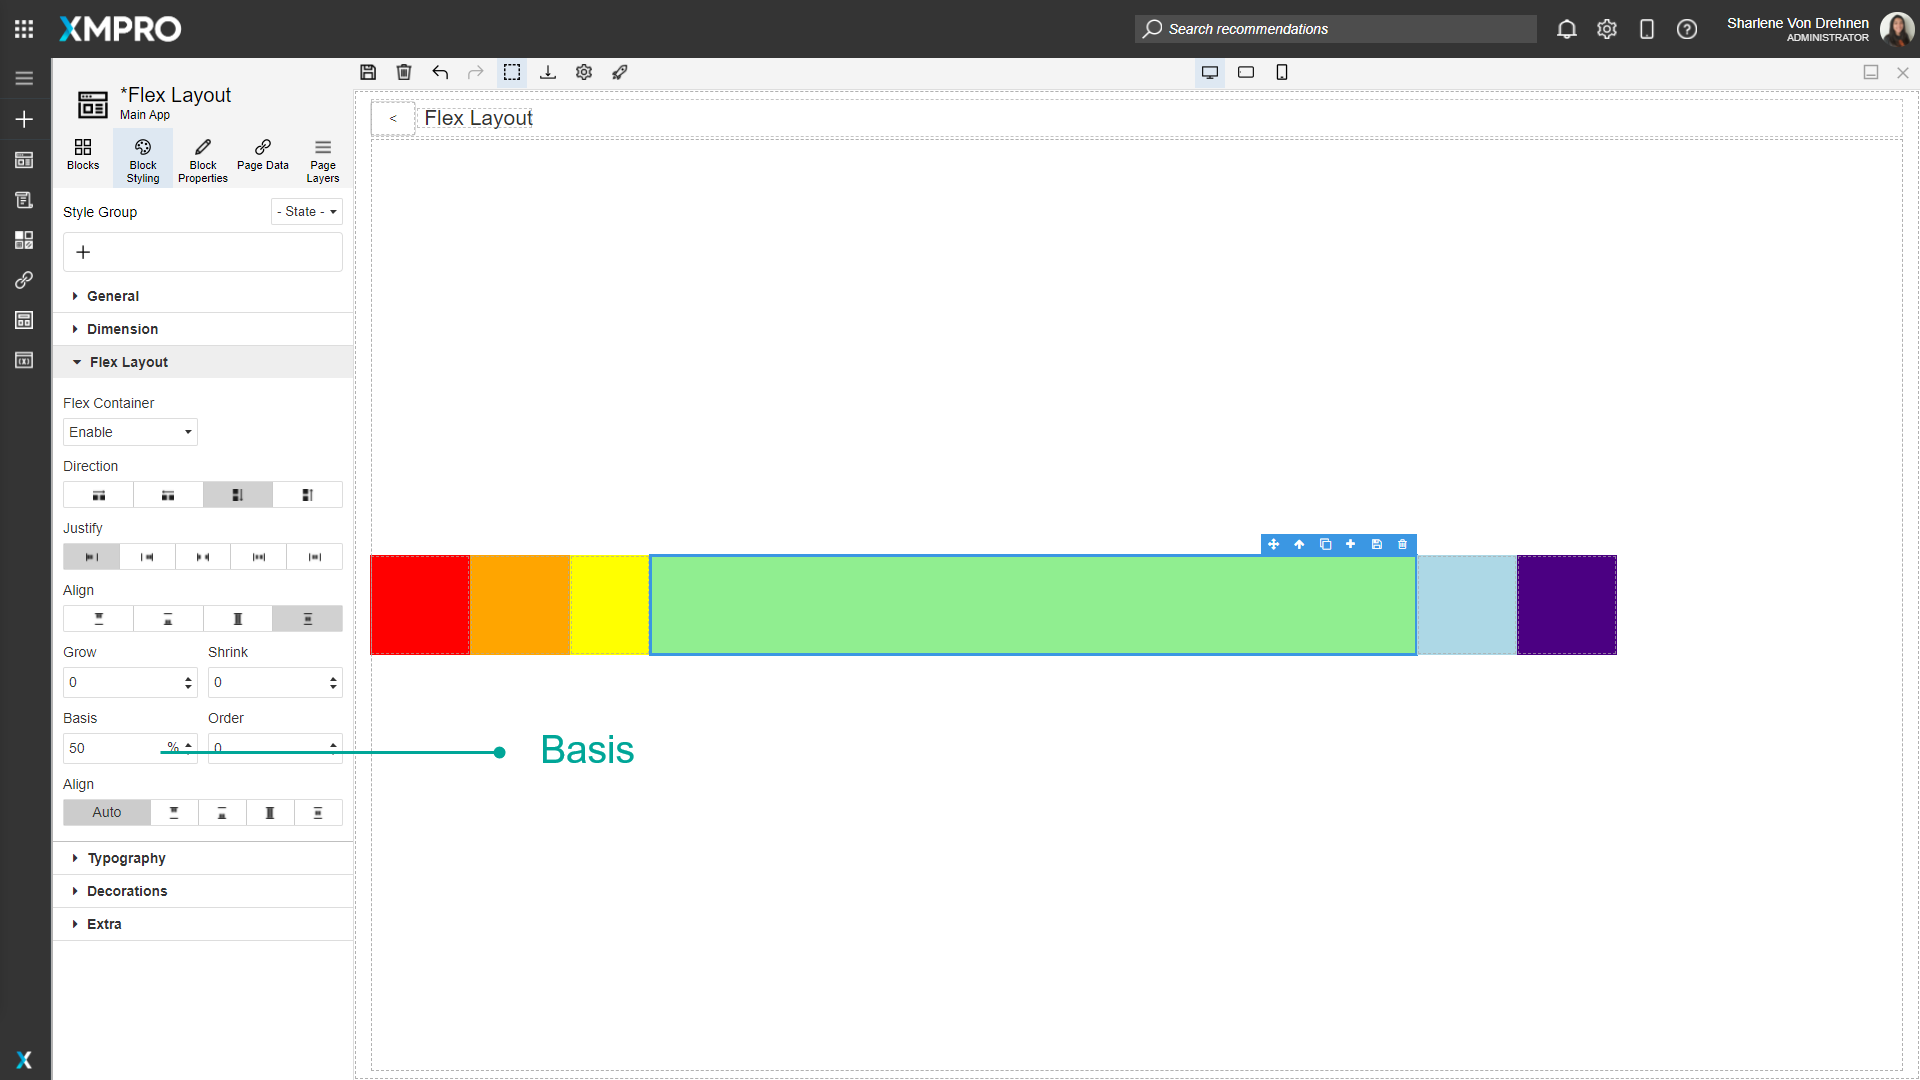 XMPRO
Search recommendations
Sharlene Von Drehnen
ADMINISTRATOR
*Flex Layout
Main App
Blocks
Block Styling
Block Properties
Page Data
Page Layers
< Flex Layout
Style Group
- State -
+
General
Dimension
Flex Layout
Flex Container
Enable
Direction
Justify
Align
Grow
Shrink
0
0
Basis
Order
50 %
0
Basis
Align
Auto
Typography
Decorations
Extra
X